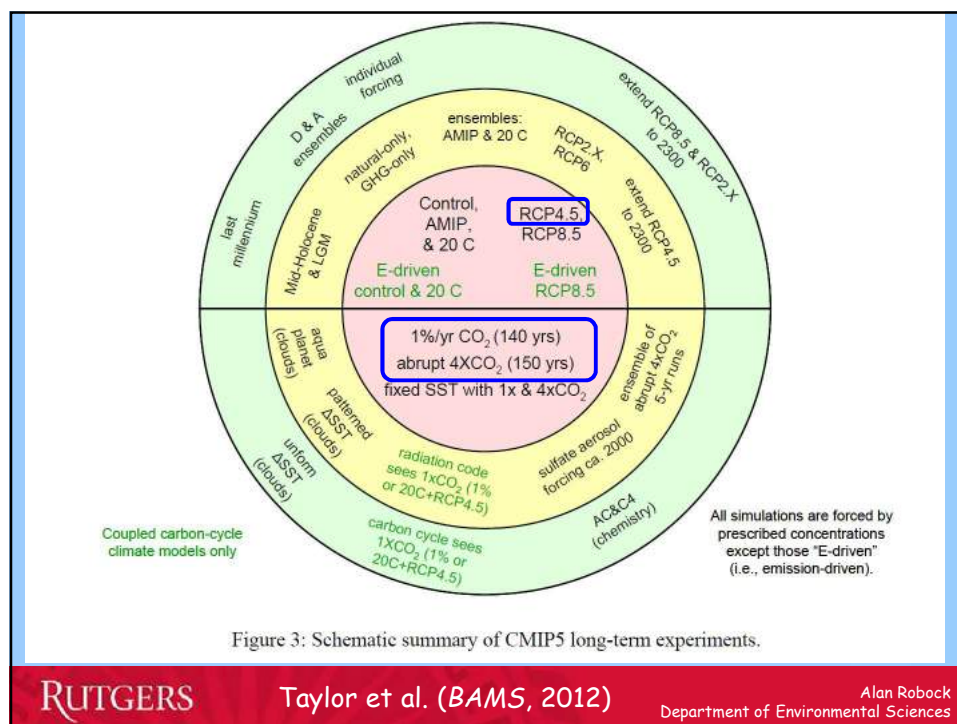 individual
forcing
D & A
ensembles
last
millennium
extend RCP8.5 & RCP2.X
to 2300
ensembles:
AMIP & 20 C
natural-only,
GHG-only
Mid-Holocene
& LGM
RCP2.X,
RCP6
extend RCP4.5
to 2300
Control,
AMIP,
& 20 C
RCP4.5,
RCP8.5
E-driven
control & 20 C
E-driven
RCP8.5
1%/yr CO₂ (140 yrs)
abrupt 4XCO₂ (150 yrs)
fixed SST with 1x & 4xCO₂
aqua
planet
(clouds)
patterned
ΔSST
(clouds)
unform
ΔSST
(clouds)
radiation code
sees 1xCO₂ (1%
or 20C+RCP4.5)
carbon cycle sees
1XCO₂ (1% or
20C+RCP4.5)
sulfate aerosol
forcing ca. 2000
ensemble of
abrupt 4xCO₂
5-yr runs
AC&C4
(chemistry)
Coupled carbon-cycle
climate models only
All simulations are forced by
prescribed concentrations
except those "E-driven"
(i.e., emission-driven).
Figure 3: Schematic summary of CMIP5 long-term experiments.
RUTGERS
Taylor et al. (BAMS, 2012)
Alan Robock
Department of Environmental Sciences